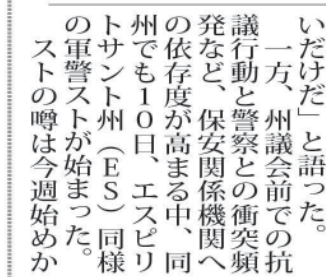 いだけだ」と語った。
　一方、州議会前での抗
議行動と警察との衝突頻
発など、保安関係機関へ
の依存度が高まる中、同
州でも10日、エスピリ
トサント州（ES）同様
の軍警ストが始まった。
　ストの噂は今週始めか